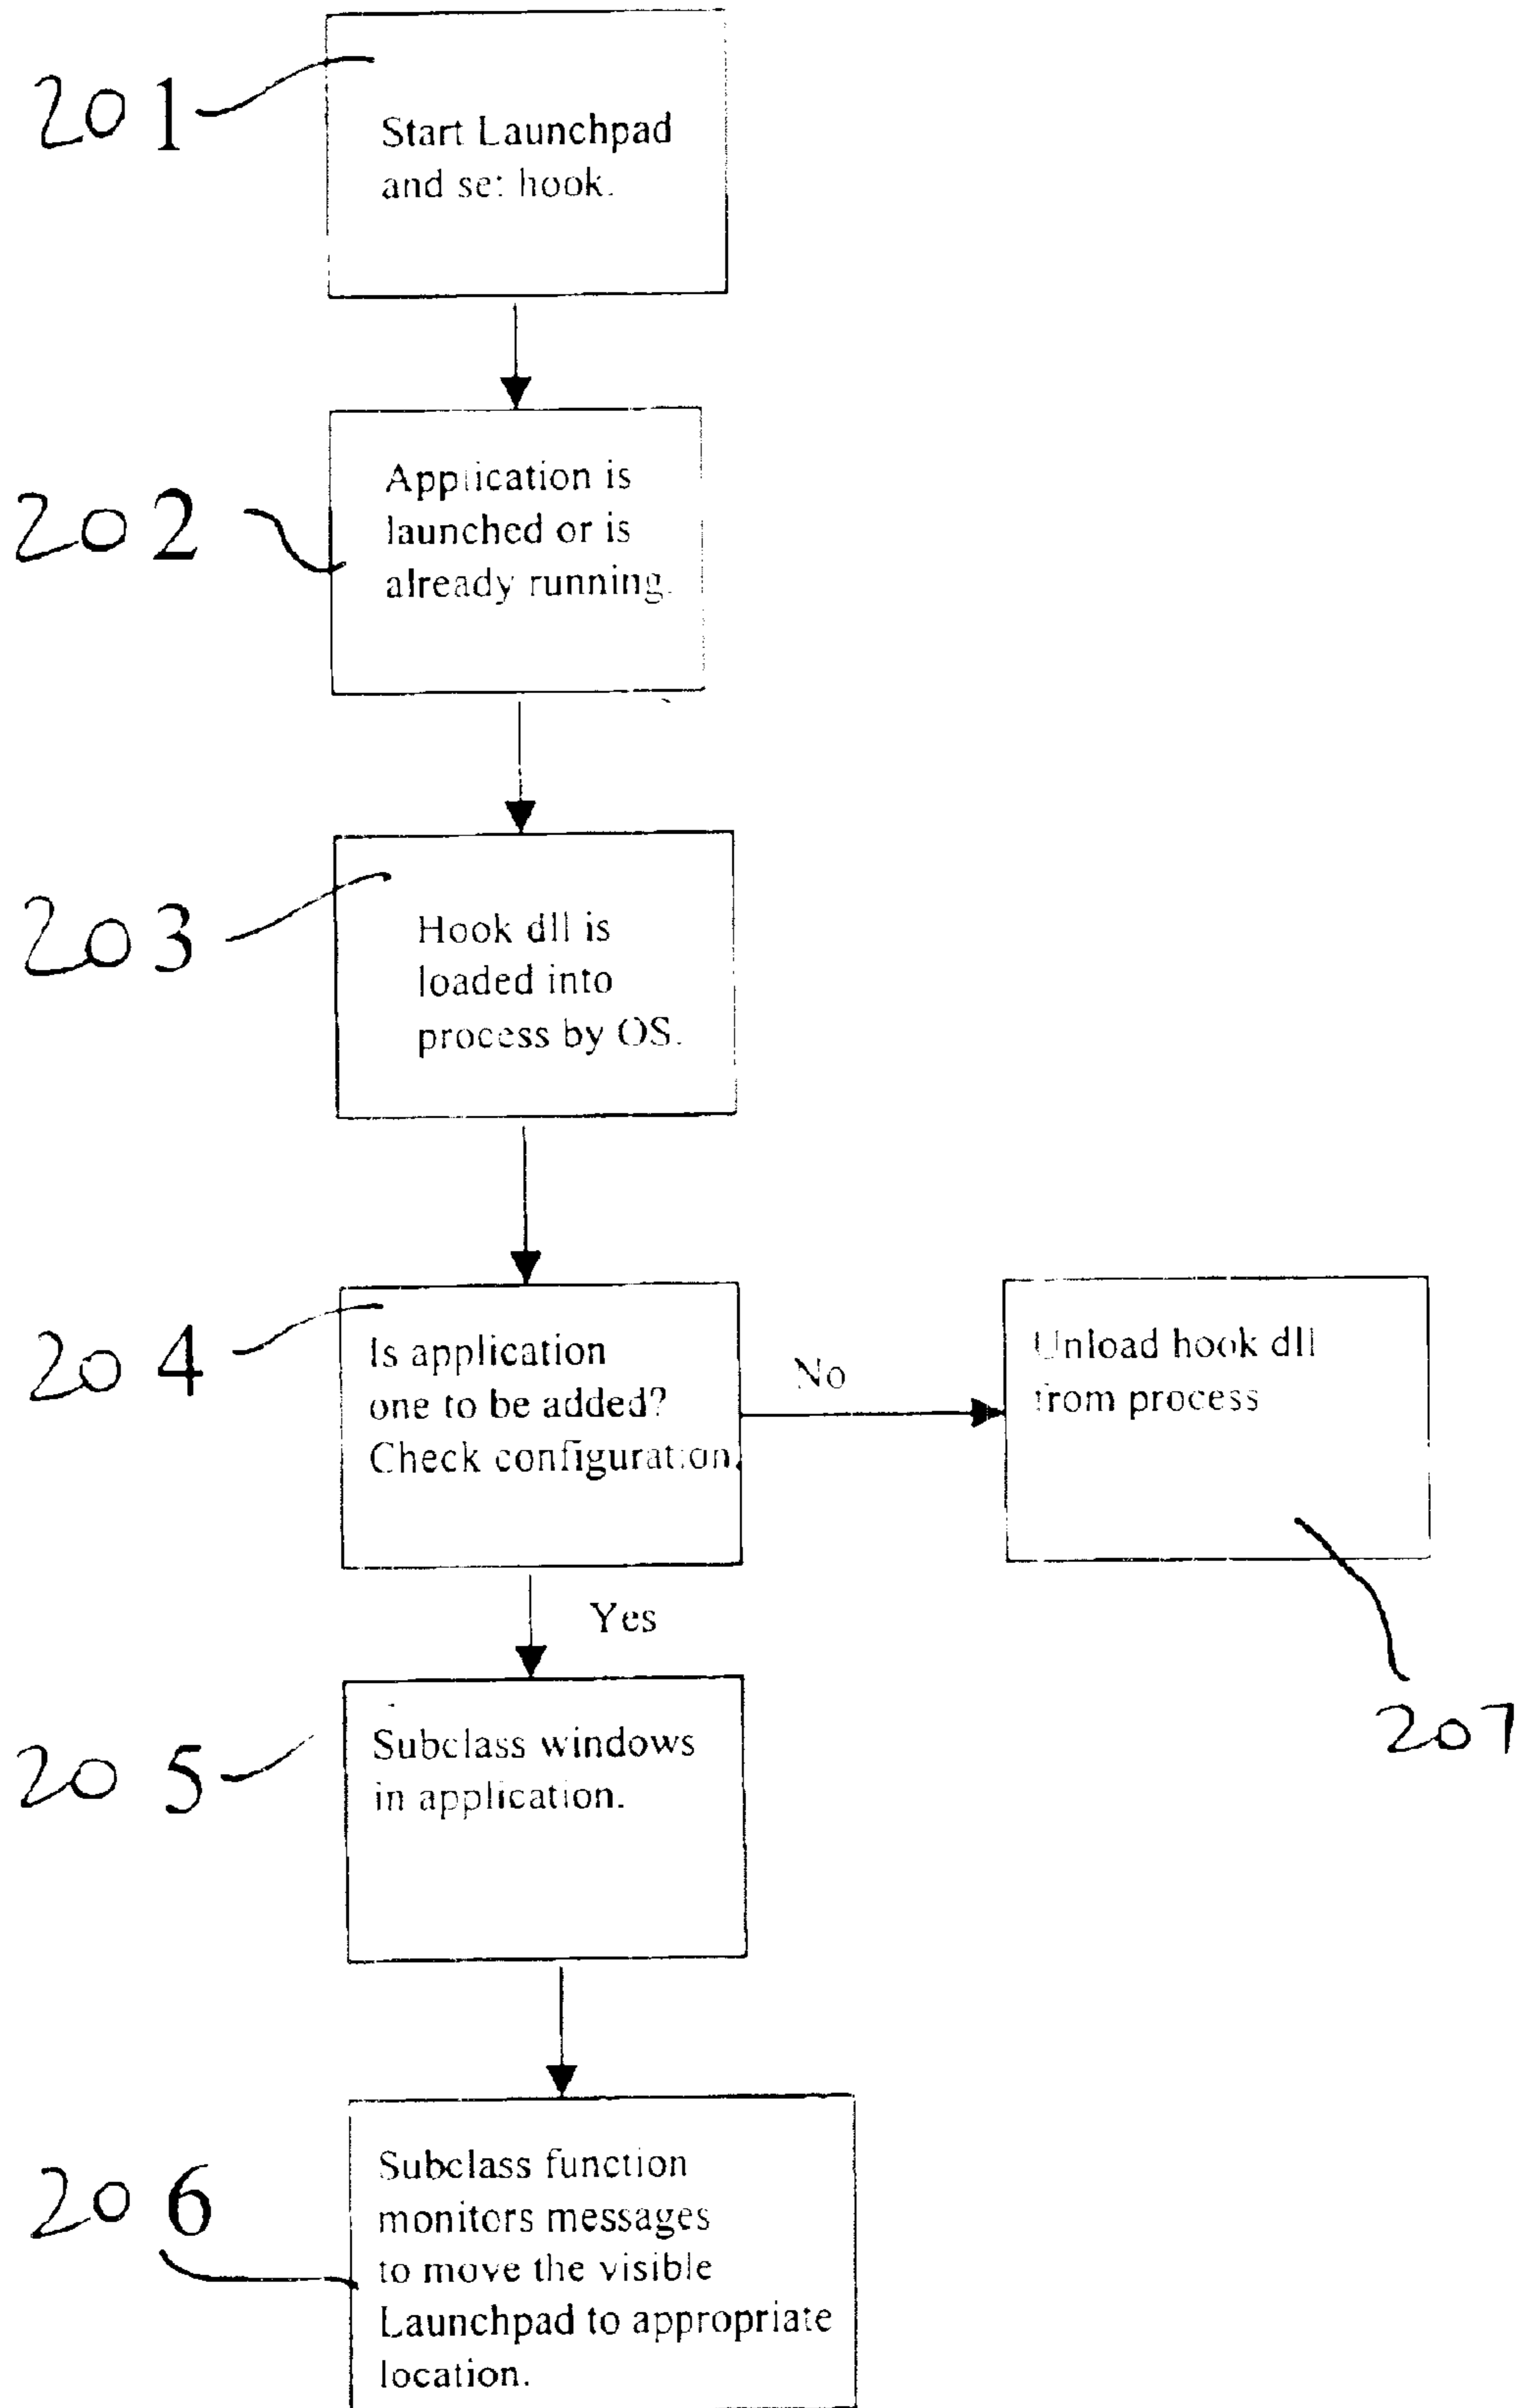 201
Start Launchpad
and set hook.
202
Application is
launched or is
already running.
203
Hook dll is
loaded into
process by OS.
204
Is application
one to be added?
Check configuration.
No
Unload hook dll
from process
207
Yes
205
Subclass windows
in application.
206
Subclass function
monitors messages
to move the visible
Launchpad to appropriate
location.